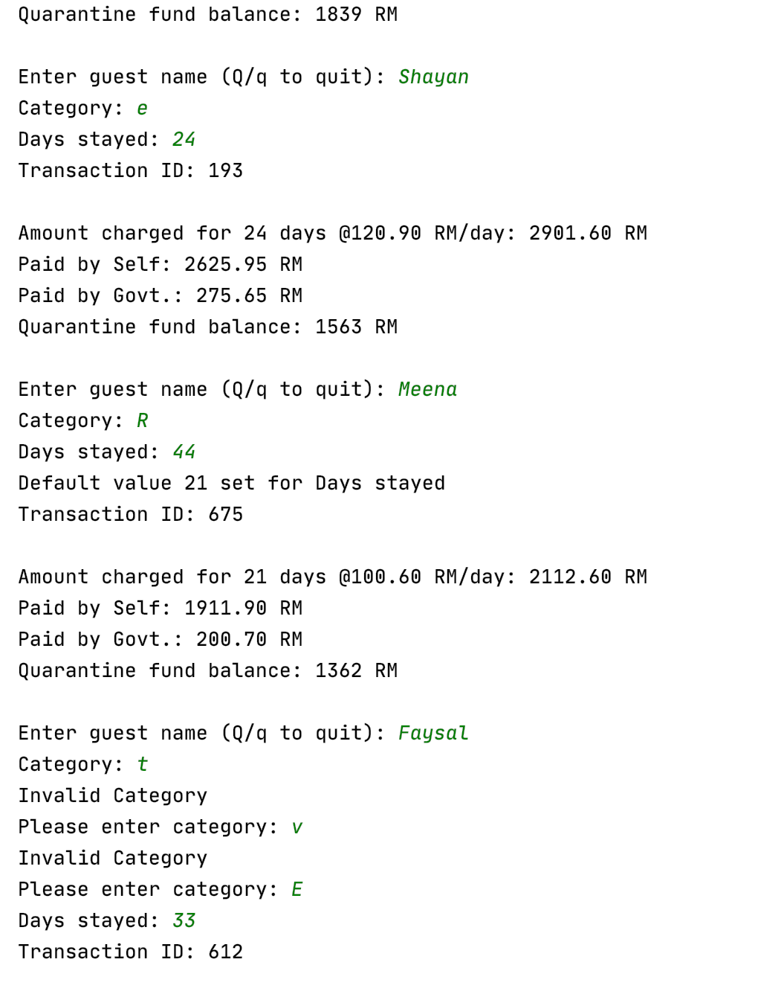 Quarantine fund balance: 1839 RM
Enter guest name (Q/q to quit): Shayan
Category: e
Days stayed: 24
Transaction ID: 193
Amount charged for 24 days @120.90 RM/day: 2901.60 RM
Paid by Self: 2625.95 RM
Paid by Govt.: 275.65 RM
Quarantine fund balance: 1563 RM
Enter guest name (Q/q to quit): Meena
Category: R
Days stayed: 44
Default value 21 set for Days stayed
Transaction ID: 675
Amount charged for 21 days @100.60 RM/day: 2112.60 RM
Paid by Self: 1911.90 RM
Paid by Govt.: 200.70 RM
Quarantine fund balance: 1362 RM
Enter guest name (Q/q to quit): Faysal
Category: t
Invalid Category
Please enter category: v
Invalid Category
Please enter category: E
Days stayed: 33
Transaction ID: 612